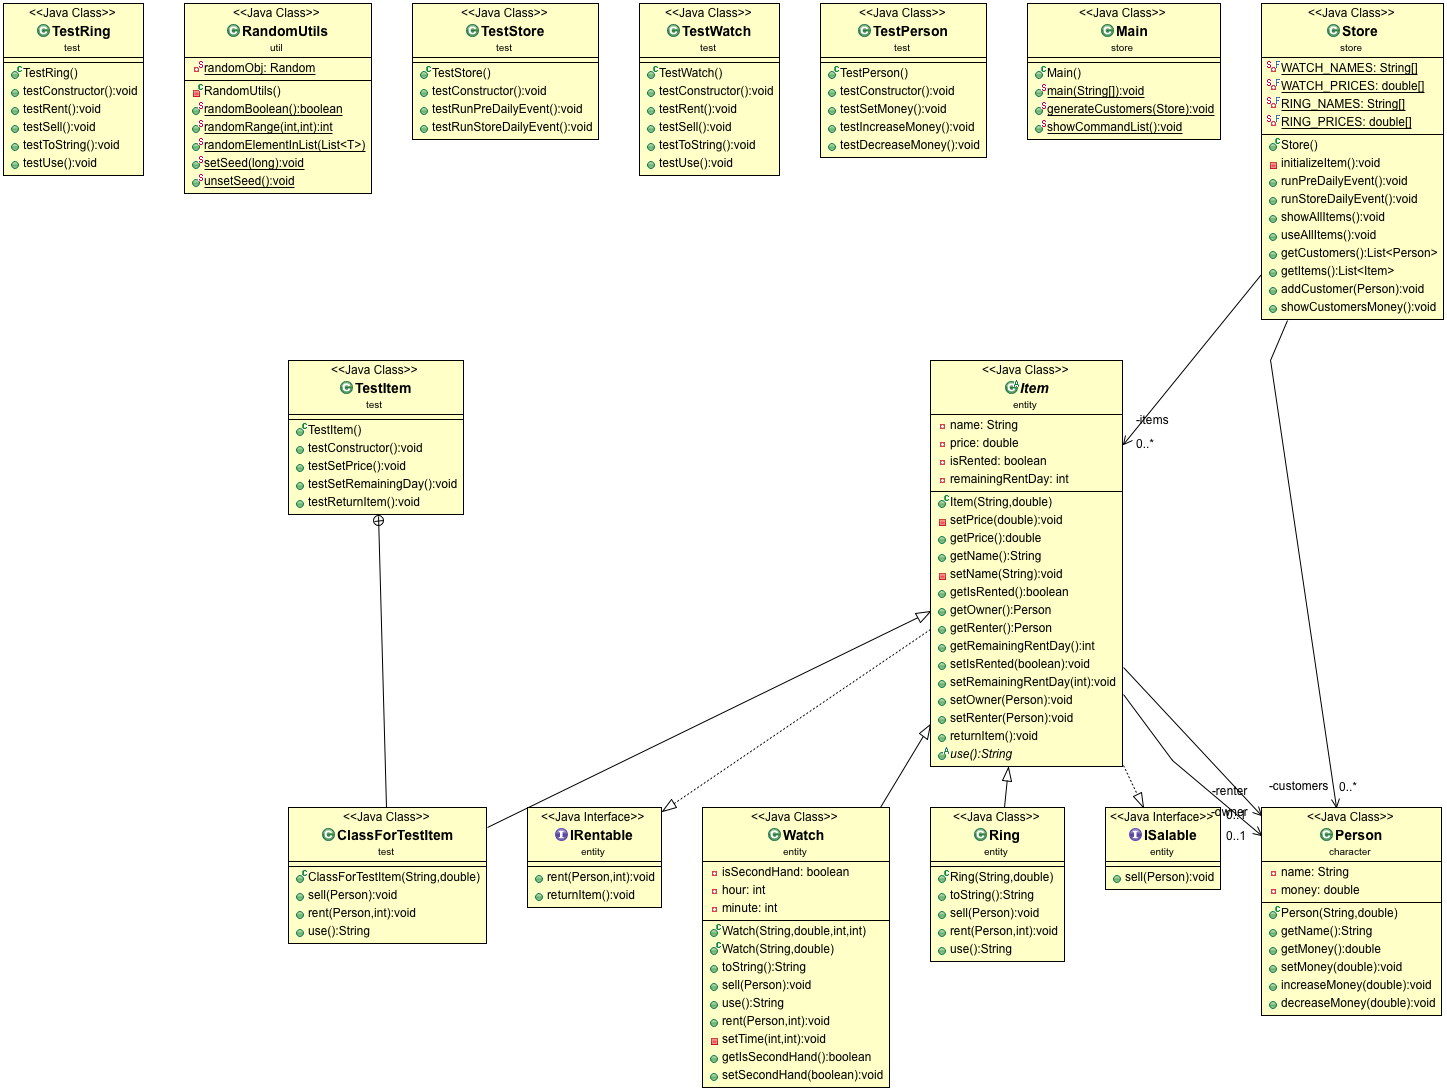 <<Java Class>>
TestRing
test
TestRing()
testConstructor():void
testRent():void
testSell():void
testToString():void
testUse():void
<<Java Class>>
RandomUtils
util
randomObj: Random
RandomUtils()
randomBoolean():boolean
randomRange(int,int):int
randomElementInList(List<T>)
setSeed(long):void
unsetSeed():void
<<Java Class>>
TestStore
test
TestStore()
testConstructor():void
testRunPreDailyEvent():void
testRunStoreDailyEvent():void
<<Java Class>>
TestWatch
test
TestWatch()
testConstructor():void
testRent():void
testSell():void
testToString():void
testUse():void
<<Java Class>>
TestPerson
test
TestPerson()
testConstructor():void
testSetMoney():void
testIncreaseMoney():void
testDecreaseMoney():void
<<Java Class>>
Main
store
Main()
main(String[]):void
generateCustomers(Store):void
showCommandList():void
<<Java Class>>
Store
store
WATCH_NAMES: String[]
WATCH_PRICES: double[]
RING_NAMES: String[]
RING_PRICES: double[]
Store()
initializeItem():void
runPreDailyEvent():void
runStoreDailyEvent():void
showAllItems():void
useAllItems():void
getCustomers():List<Person>
getItems():List<Item>
addCustomer(Person):void
showCustomersMoney():void
<<Java Class>>
TestItem
test
TestItem()
testConstructor():void
testSetPrice():void
testSetRemainingDay():void
testReturnItem():void
<<Java Class>>
Item
entity
name: String
price: double
isRented: boolean
remainingRentDay: int
Item(String,double)
setPrice(double):void
getPrice():double
getName():String
setName(String):void
getIsRented():boolean
getOwner():Person
getRenter():Person
getRemainingRentDay():int
setIsRented(boolean):void
setRemainingRentDay(int):void
setOwner(Person):void
setRenter(Person):void
returnItem():void
use():String
-items
0..*
-renter
0..1
-owner
0..1
-customers
0..*
<<Java Class>>
ClassForTestItem
test
ClassForTestItem(String,double)
sell(Person):void
rent(Person,int):void
use():String
<<Java Interface>>
IRentable
entity
rent(Person,int):void
returnItem():void
<<Java Class>>
Watch
entity
isSecondHand: boolean
hour: int
minute: int
Watch(String,double,int,int)
Watch(String,double)
toString():String
sell(Person):void
use():String
rent(Person,int):void
setTime(int,int):void
getIsSecondHand():boolean
setSecondHand(boolean):void
<<Java Class>>
Ring
entity
Ring(String,double)
toString():String
sell(Person):void
rent(Person,int):void
use():String
<<Java Interface>>
ISalable
entity
sell(Person):void
<<Java Class>>
Person
character
name: String
money: double
Person(String,double)
getName():String
getMoney():double
setMoney(double):void
increaseMoney(double):void
decreaseMoney(double):void